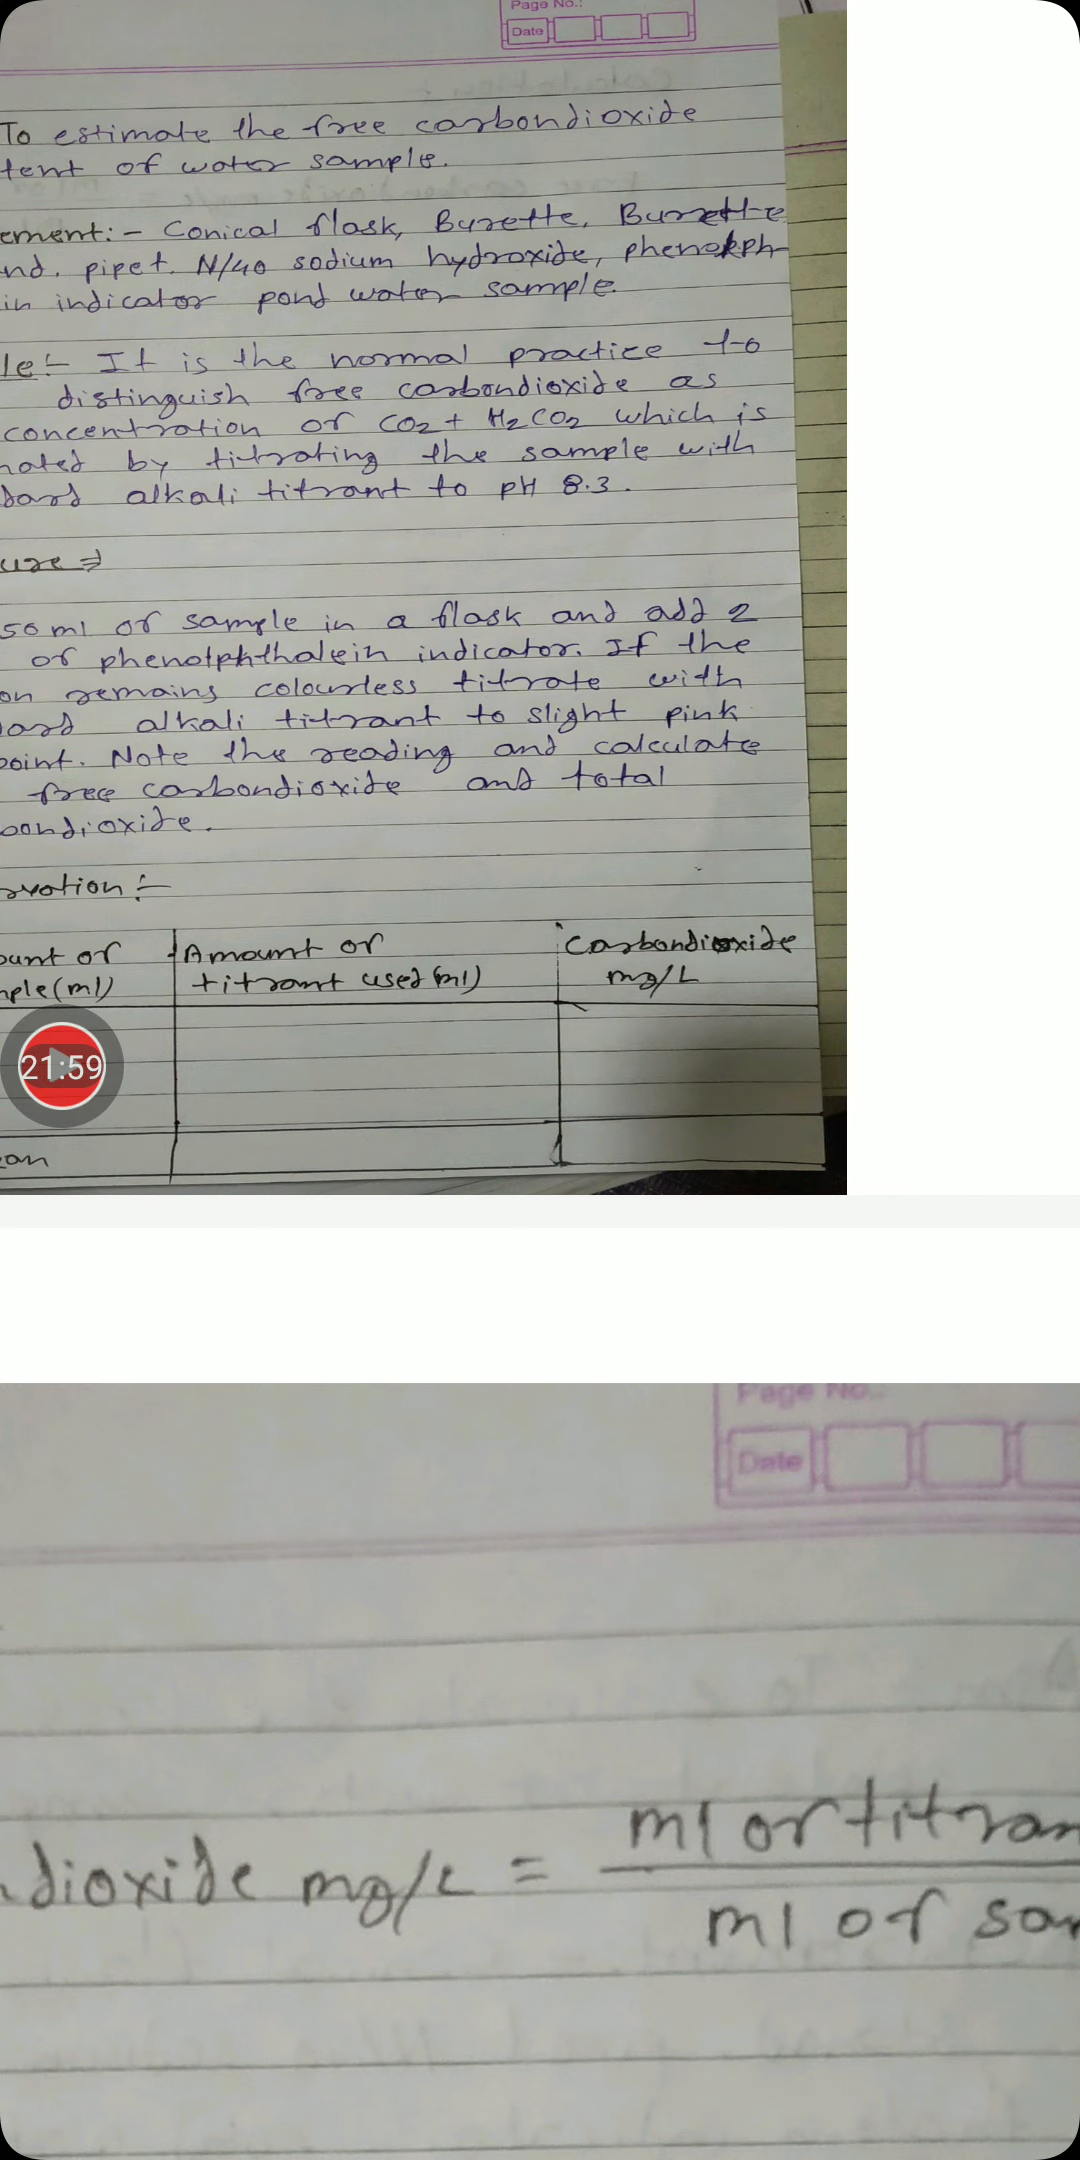 Page No.:
Date
To estimate the free carbondioxide
tent of water sample.
ement:- Conical flask, Burette, Burette
nd, pipet, N/40 sodium hydroxide, phenolph-
in indicator pond water sample.
le:- It is the normal practice to
distinguish free carbondioxide as
concentration of CO2 + H2CO2 which is
nated by titrating the sample with
dard alkali titrant to pH 8.3.
ure ⇒
50 ml of sample in a flask and add 2
of phenolphthalein indicator. If the
on remains colourless titrate with
dard alkali titrant to slight pink
point. Note the reading and calculate
free carbondioxide and total
bondioxide.
rvation :-
ount of Amount of Carbondioxide
mple(ml) titrant used (ml) mg/L
21:59
ean
Page No.:
Date
dioxide mg/L = ml of titran
ml of sam